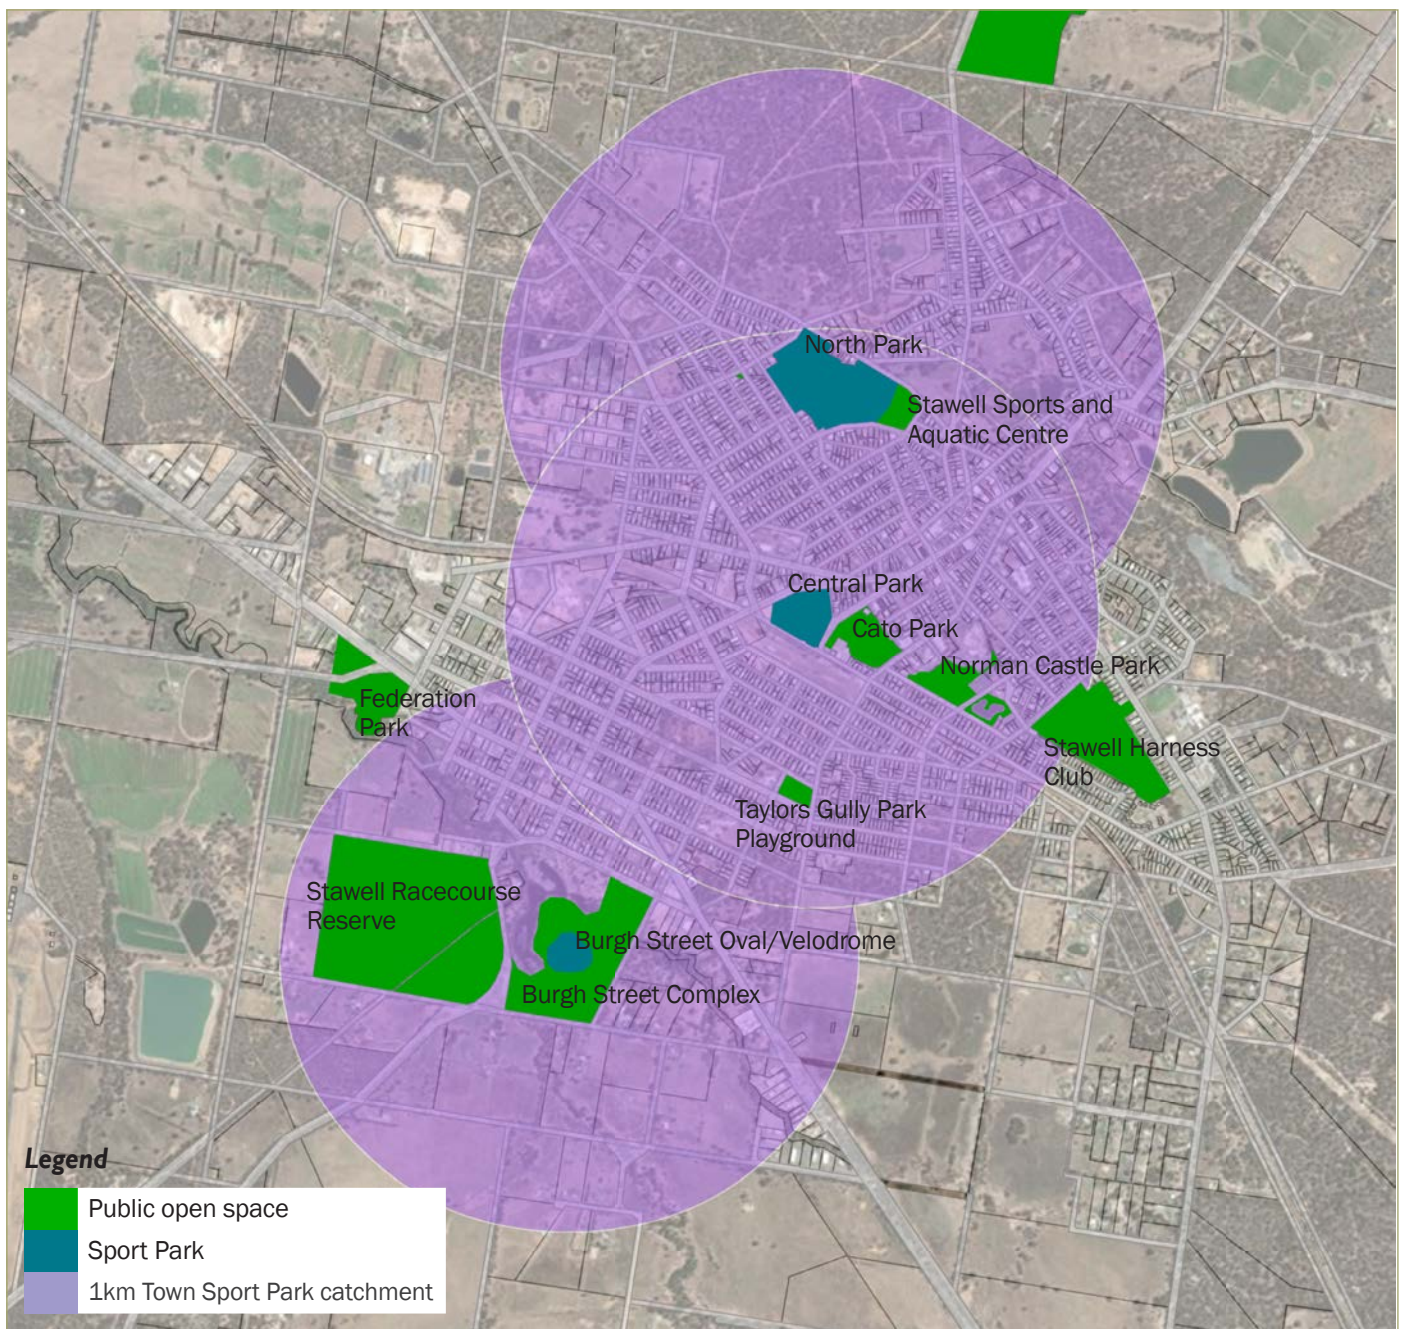 North Park
Stawell Sports and
Aquatic Centre
Central Park
Cato Park
Norman Castle Park
Federation
Park
Stawell Harness
Club
Taylors Gully Park
Playground
Stawell Racecourse
Reserve
Burgh Street Oval/Velodrome
Burgh Street Complex
Legend
Public open space
Sport Park
1km Town Sport Park catchment